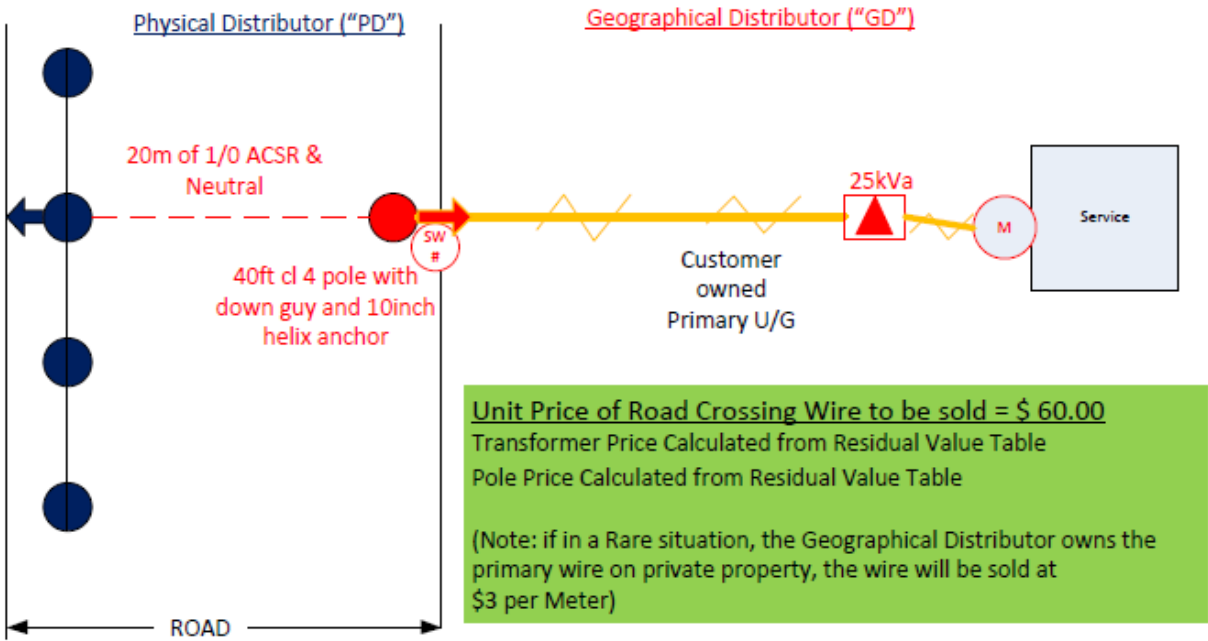 Physical Distributor ("PD")
Geographical Distributor ("GD")
20m of 1/0 ACSR &
Neutral
25kVa
SW
#
M
Service
40ft cl 4 pole with
down guy and 10inch
helix anchor
Customer
owned
Primary U/G
Unit Price of Road Crossing Wire to be sold = $ 60.00
Transformer Price Calculated from Residual Value Table
Pole Price Calculated from Residual Value Table
(Note: if in a Rare situation, the Geographical Distributor owns the
primary wire on private property, the wire will be sold at
$3 per Meter)
ROAD